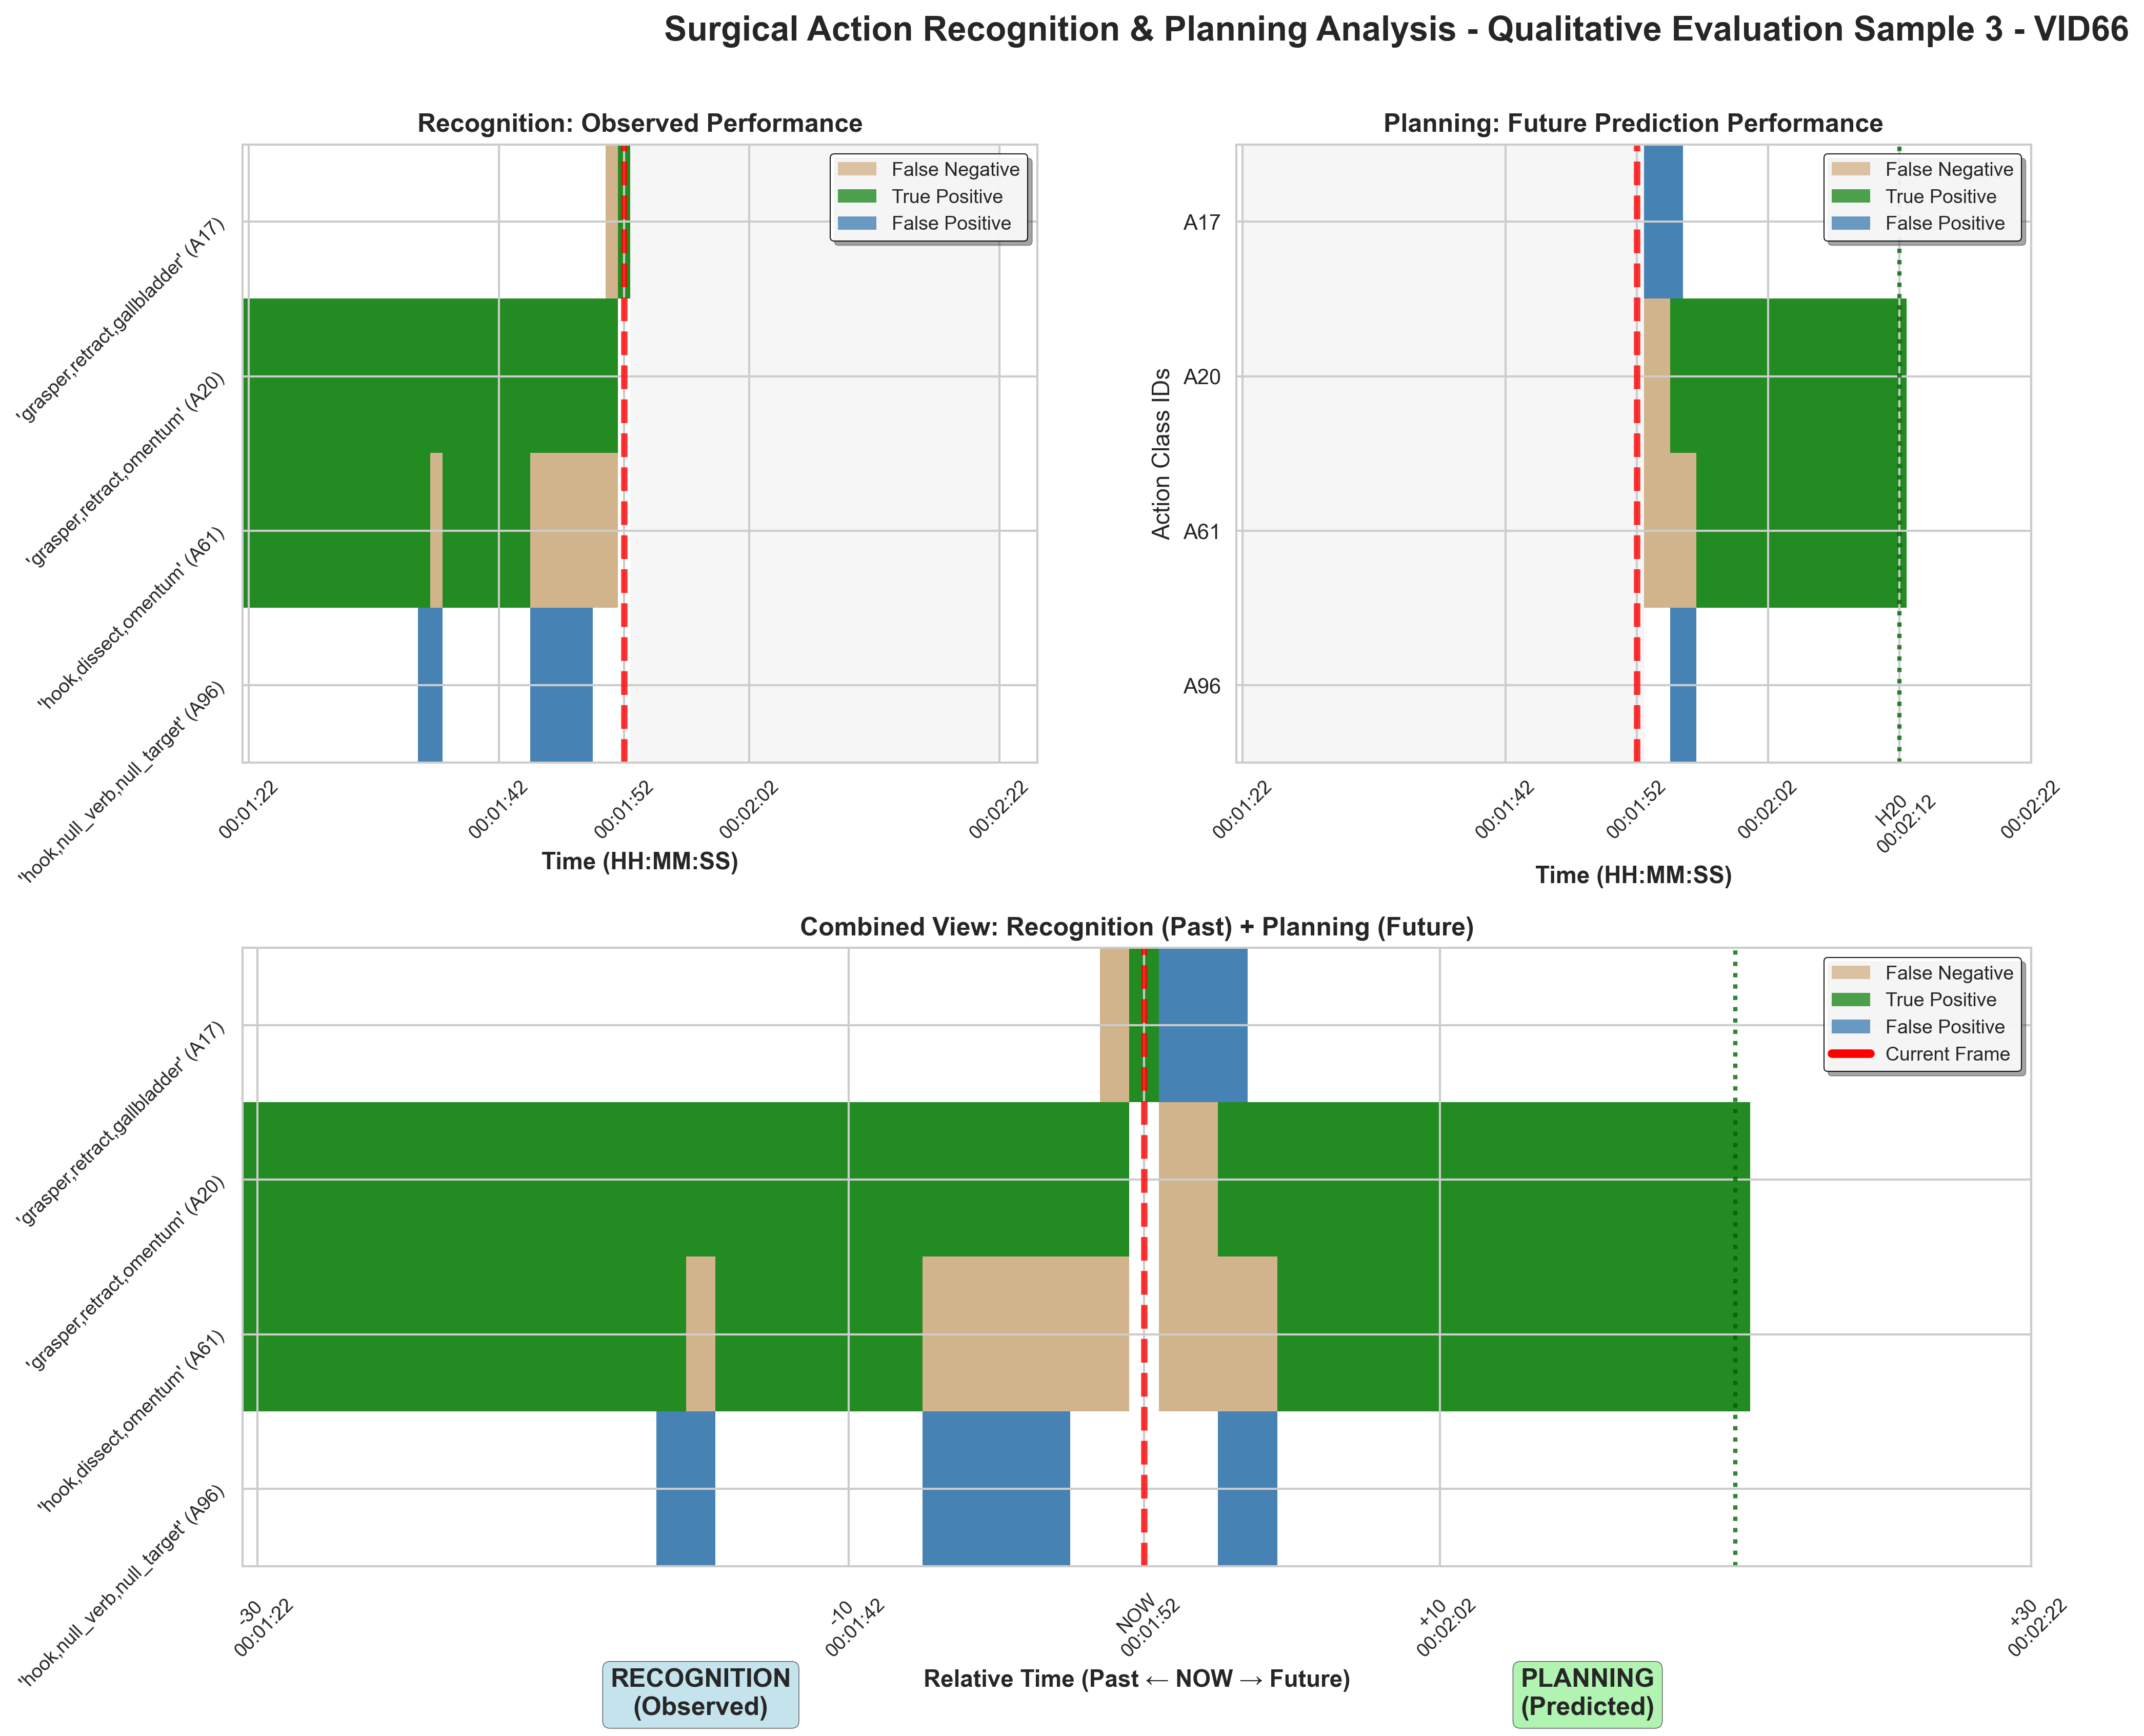 Surgical Action Recognition & Planning Analysis - Qualitative Evaluation Sample 3 - VID66
Recognition: Observed Performance
False Negative
True Positive
False Positive
'grasper,retract,gallbladder' (A17)
'grasper,retract,omentum' (A20)
'hook,dissect,omentum' (A61)
'hook,null_verb,null_target' (A96)
00:01:22
00:01:42
00:01:52
00:02:02
00:02:22
Time (HH:MM:SS)
Planning: Future Prediction Performance
False Negative
True Positive
False Positive
Action Class IDs
A17
A20
A61
A96
00:01:22
00:01:42
00:01:52
00:02:02
H20
00:02:12
00:02:22
Time (HH:MM:SS)
Combined View: Recognition (Past) + Planning (Future)
False Negative
True Positive
False Positive
Current Frame
'grasper,retract,gallbladder' (A17)
'grasper,retract,omentum' (A20)
'hook,dissect,omentum' (A61)
'hook,null_verb,null_target' (A96)
-30
00:01:22
-10
00:01:42
NOW
00:01:52
+10
00:02:02
+30
00:02:22
RECOGNITION
(Observed)
Relative Time (Past ← NOW → Future)
PLANNING
(Predicted)